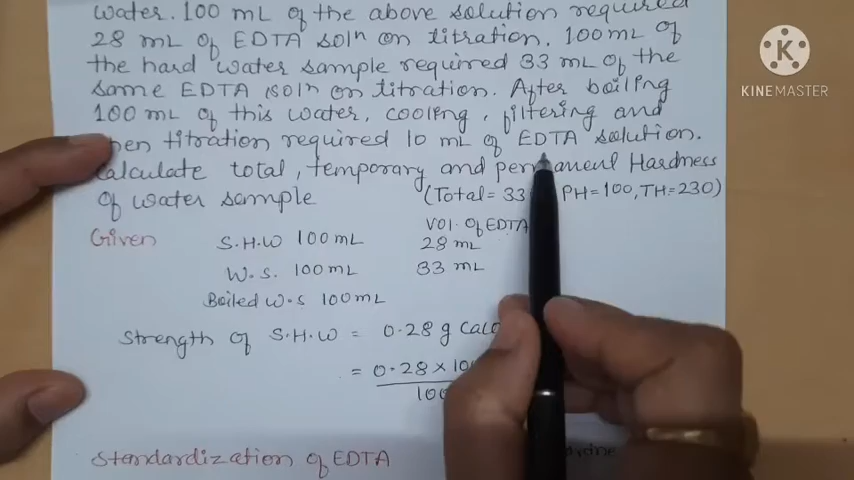 water. 100 mL of the above solution required
28 mL of EDTA solⁿ on titration. 100 mL of
the hard water sample required 33 mL of the
same EDTA solⁿ on titration. After boiling
100 mL of this water, cooling, filtering and
then titration required 10 mL of EDTA solution.
Calculate total, temporary and permanent Hardness
of water sample (Total = 33 PH=100, TH=230)
Given
Vol. Of EDTA
S.H.W 100 mL 28 mL
W.S. 100 mL 33 mL
Boiled W.S 100 mL
Strength of S.H.W = 0.28 g
= 0.28 ×
Standardization of EDTA
K
KINEMASTER